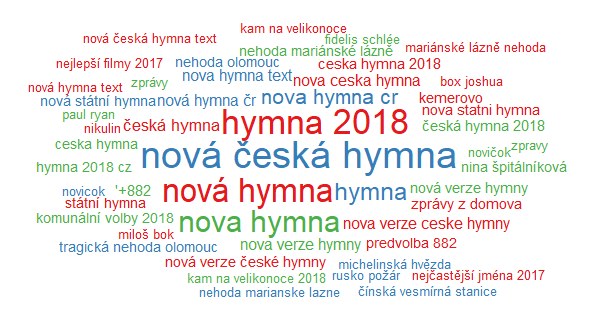 kam na velikonoce
nová česká hymna text
fidelis schlée
nehoda mariánské lázně
mariánské lázně nehoda
nejlepší filmy 2017
nehoda olomouc
ceska hymna 2018
nova hymna text
nova ceska hymna
box joshua
nová hymna text
zprávy
nová státní hymna
nová hymna čr
nova hymna cr
kemerovo
paul ryan
nova statni hymna
nikulin
česká hymna
hymna 2018
česká hymna 2018
ceska hymna
nová česká hymna
novičok
zpravy
hymna 2018 cz
nina špitálníková
novicok
'+882
nová hymna
hymna
nová verze hymny
státní hymna
zprávy z domova
komunální volby 2018
nova hymna
nova verze ceske hymny
miloš bok
tragická nehoda olomouc
nova verze hymny
predvolba 882
nová verze české hymny
michelinská hvězda
kam na velikonoce 2018
rusko požár
nejčastější jména 2017
nehoda marianske lazne
čínská vesmírná stanice